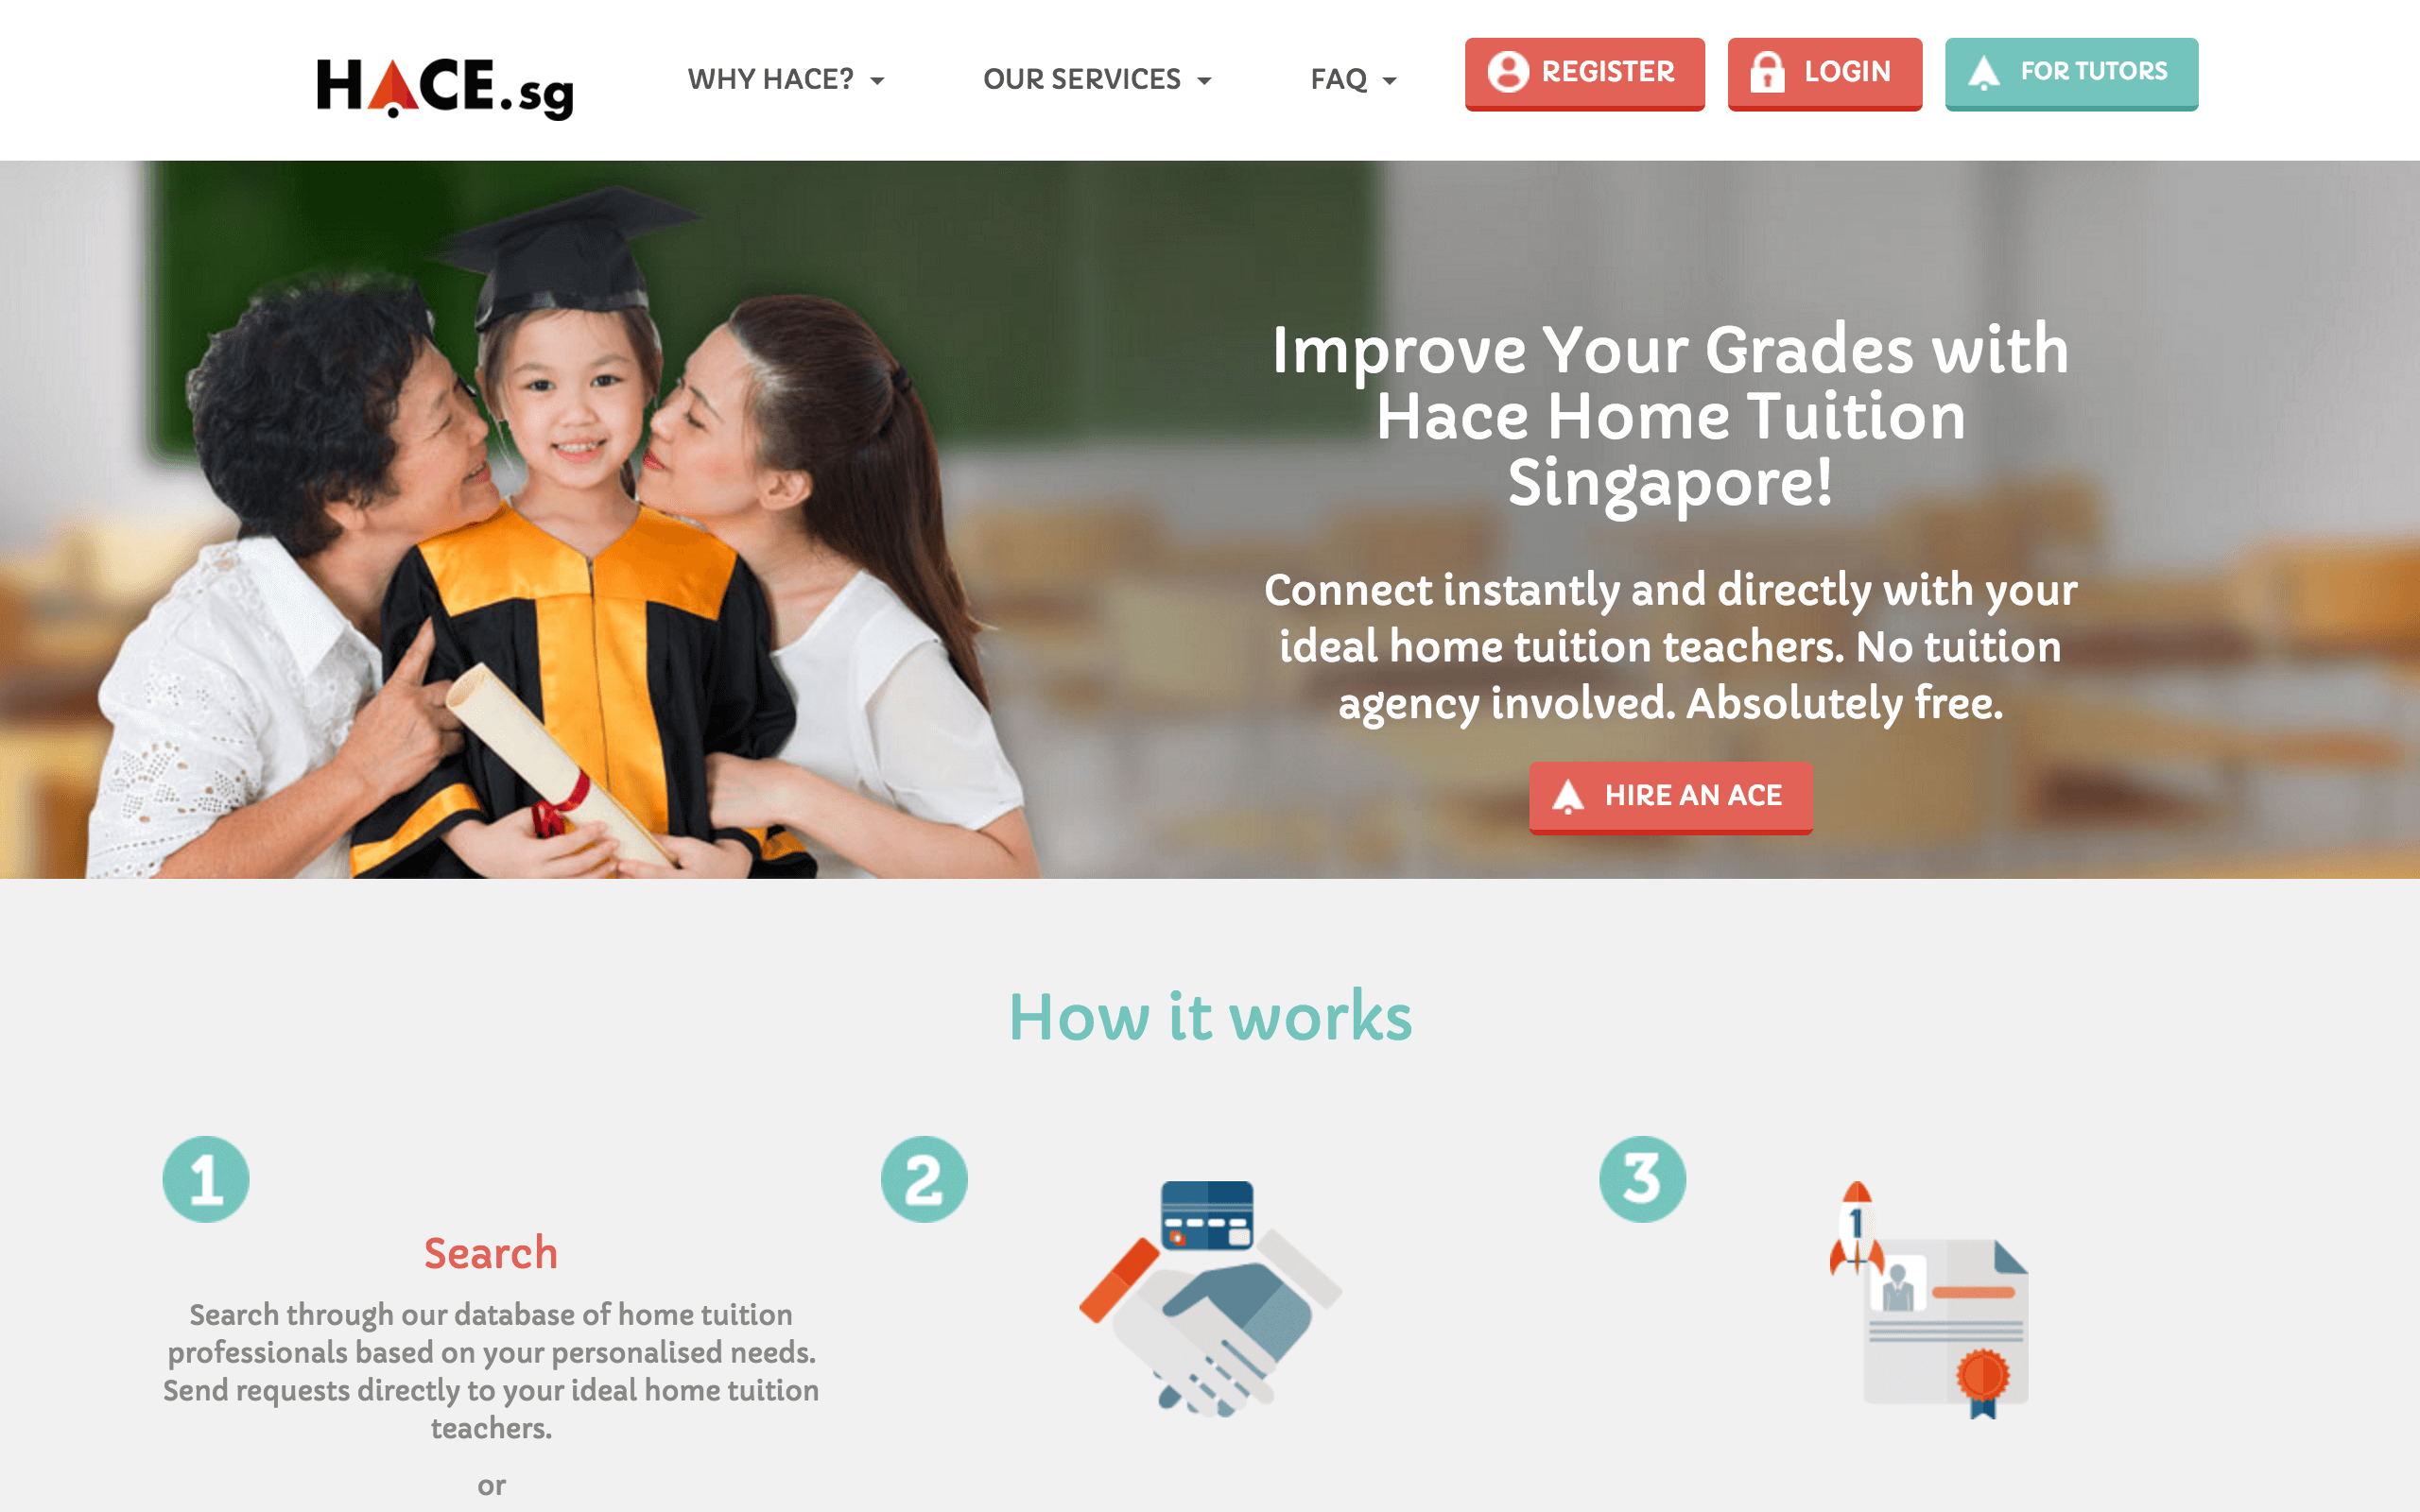 HACE.sg
WHY HACE?
OUR SERVICES
FAQ
REGISTER
LOGIN
FOR TUTORS
Improve Your Grades with
Hace Home Tuition
Singapore!
Connect instantly and directly with your
ideal home tuition teachers. No tuition
agency involved. Absolutely free.
HIRE AN ACE
How it works
1
Search
Search through our database of home tuition
professionals based on your personalised needs.
Send requests directly to your ideal home tuition
teachers.
or
2
3
1